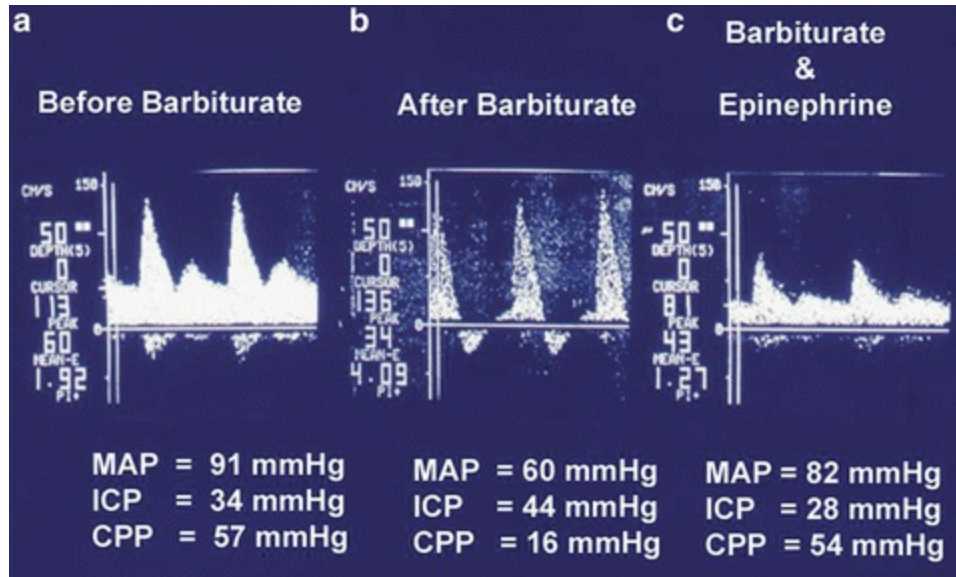 a
Before Barbiturate
CM/S 150
50
DEPTH(S)
0
CURSOR
113
PEAK 0
60
MEAN-E
1.92
PI+
MAP = 91 mmHg
ICP = 34 mmHg
CPP = 57 mmHg
b
After Barbiturate
CM/S 150
50
DEPTH(S)
0
CURSOR
136
PEAK 0
34
MEAN-E
4.09
PI+
MAP = 60 mmHg
ICP = 44 mmHg
CPP = 16 mmHg
c
Barbiturate
&
Epinephrine
CM/S 150
50
DEPTH(S)
0
CURSOR
81
PEAK 0
43
MEAN-E
1.27
PI+
MAP = 82 mmHg
ICP = 28 mmHg
CPP = 54 mmHg